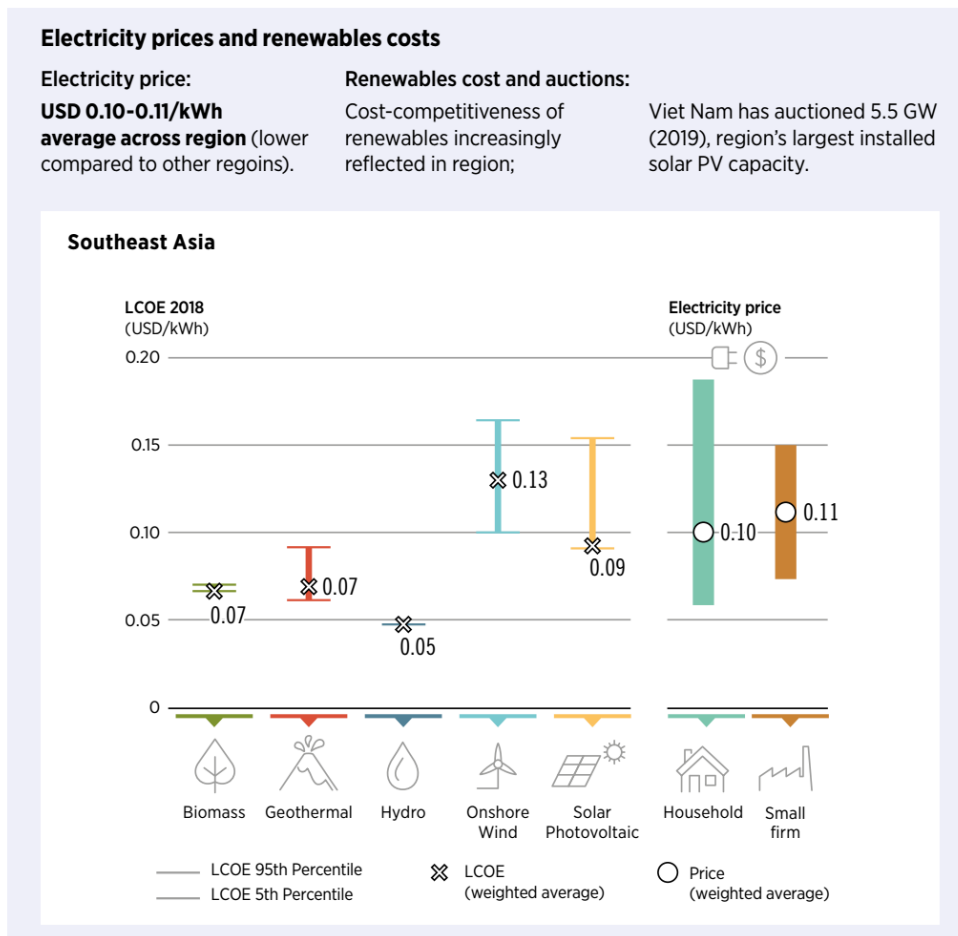 Electricity prices and renewables costs
Electricity price:
USD 0.10-0.11/kWh
average across region (lower
compared to other regoins).
Renewables cost and auctions:
Cost-competitiveness of
renewables increasingly
reflected in region;
Viet Nam has auctioned 5.5 GW
(2019), region's largest installed
solar PV capacity.
Southeast Asia
LCOE 2018
(USD/kWh)
Electricity price
(USD/kWh)
$
0.20
0.15
0.10
0.05
0
0.07
0.07
0.05
0.13
0.09
0.10
0.11
Biomass
Geothermal
Hydro
Onshore
Wind
Solar
Photovoltaic
Household
Small
firm
LCOE 95th Percentile
LCOE 5th Percentile
LCOE
(weighted average)
Price
(weighted average)